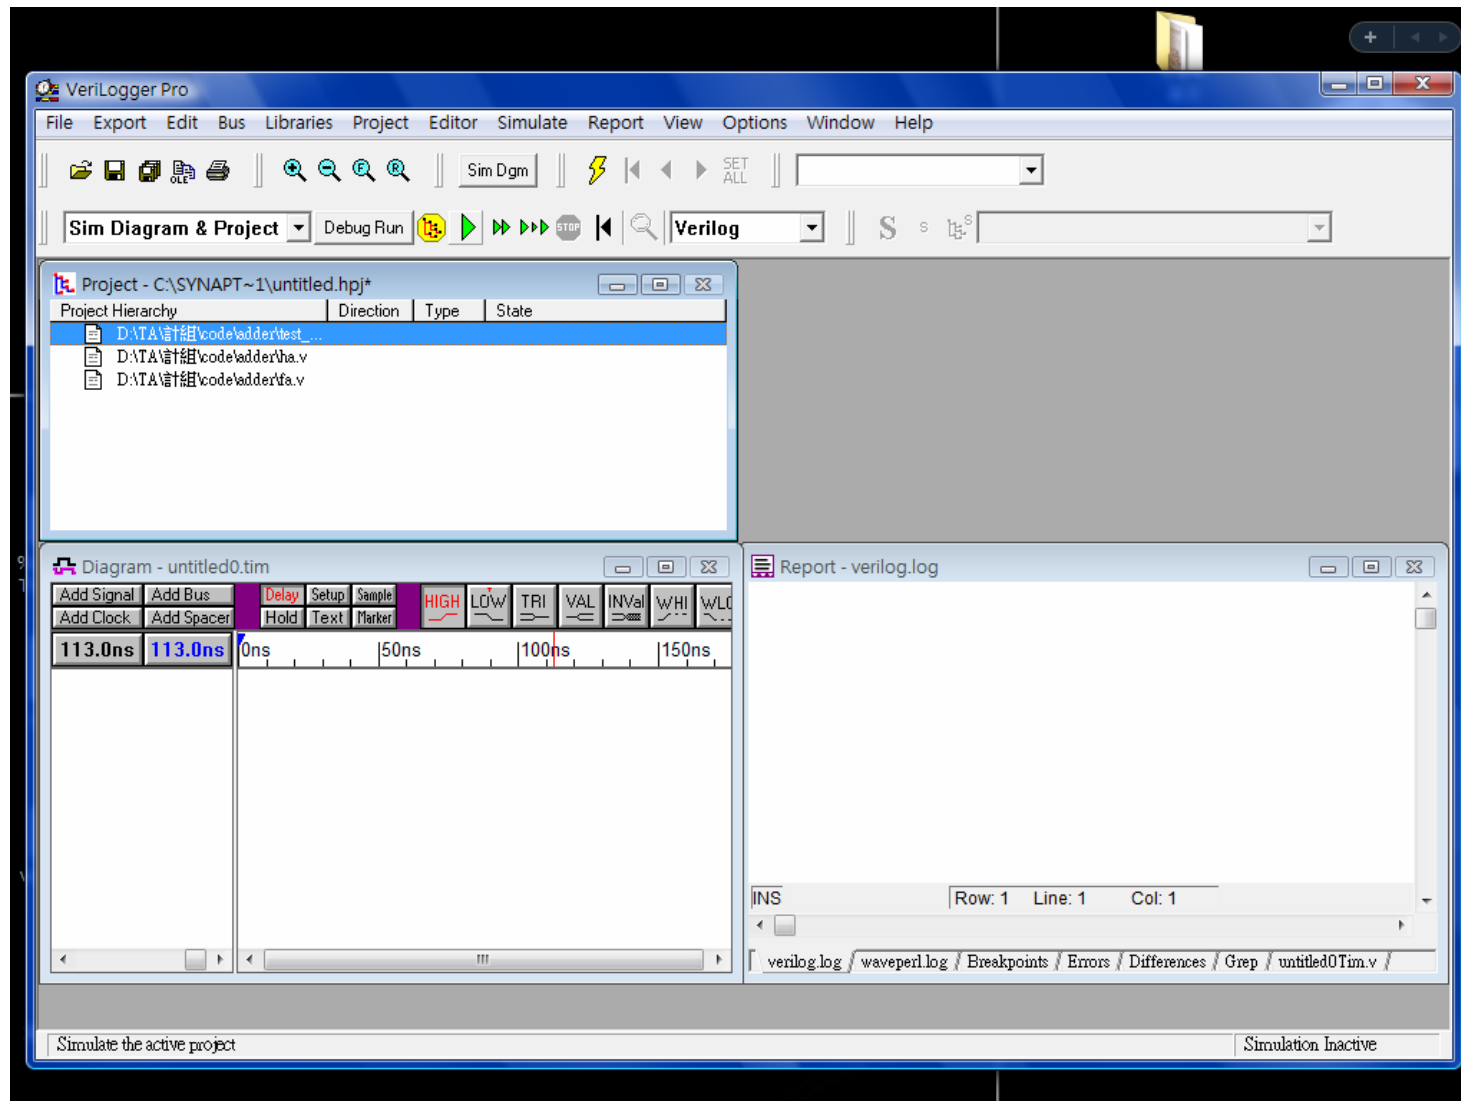 VeriLogger Pro
File Export Edit Bus Libraries Project Editor Simulate Report View Options Window Help
OLE F R Sim Dgm SET ALL
Sim Diagram & Project Debug Run STOP Verilog S s S
Project - C:\SYNAPT~1\untitled.hpj*
Project Hierarchy Direction Type State
D:\TA\計組\code\adder\test_...
D:\TA\計組\code\adder\ha.v
D:\TA\計組\code\adder\fa.v
Diagram - untitled0.tim
Add Signal Add Bus Delay Setup Sample HIGH LOW TRI VAL INVal WHI WLO
Add Clock Add Spacer Hold Text Marker
113.0ns 113.0ns 0ns 50ns 100ns 150ns
Report - verilog.log
INS Row: 1 Line: 1 Col: 1
verilog.log waveperl.log Breakpoints Errors Differences Grep untitled0Tim.v
Simulate the active project Simulation Inactive